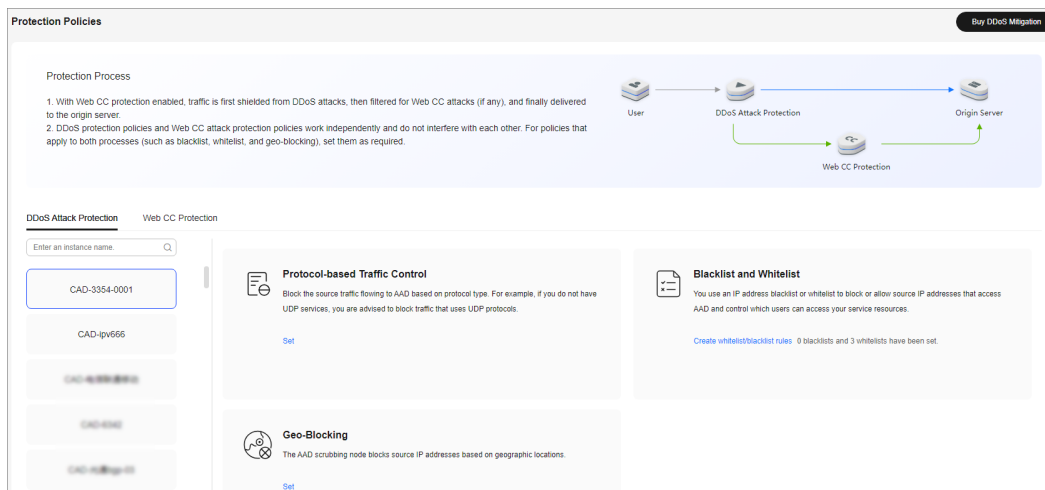 Protection Policies
Buy DDoS Mitigation
Protection Process
1. With Web CC protection enabled, traffic is first shielded from DDoS attacks, then filtered for Web CC attacks (if any), and finally delivered
to the origin server.
2. DDoS protection policies and Web CC attack protection policies work independently and do not interfere with each other. For policies that
apply to both processes (such as blacklist, whitelist, and geo-blocking), set them as required.
User
DDoS Attack Protection
Origin Server
CC
Web CC Protection
DDoS Attack Protection
Web CC Protection
Enter an instance name.
CAD-3354-0001
CAD-ipv666
Protocol-based Traffic Control
Block the source traffic flowing to AAD based on protocol type. For example, if you do not have
UDP services, you are advised to block traffic that uses UDP protocols.
Set
Blacklist and Whitelist
You use an IP address blacklist or whitelist to block or allow source IP addresses that access
AAD and control which users can access your service resources.
Create whitelist/blacklist rules 0 blacklists and 3 whitelists have been set.
Geo-Blocking
The AAD scrubbing node blocks source IP addresses based on geographic locations.
Set